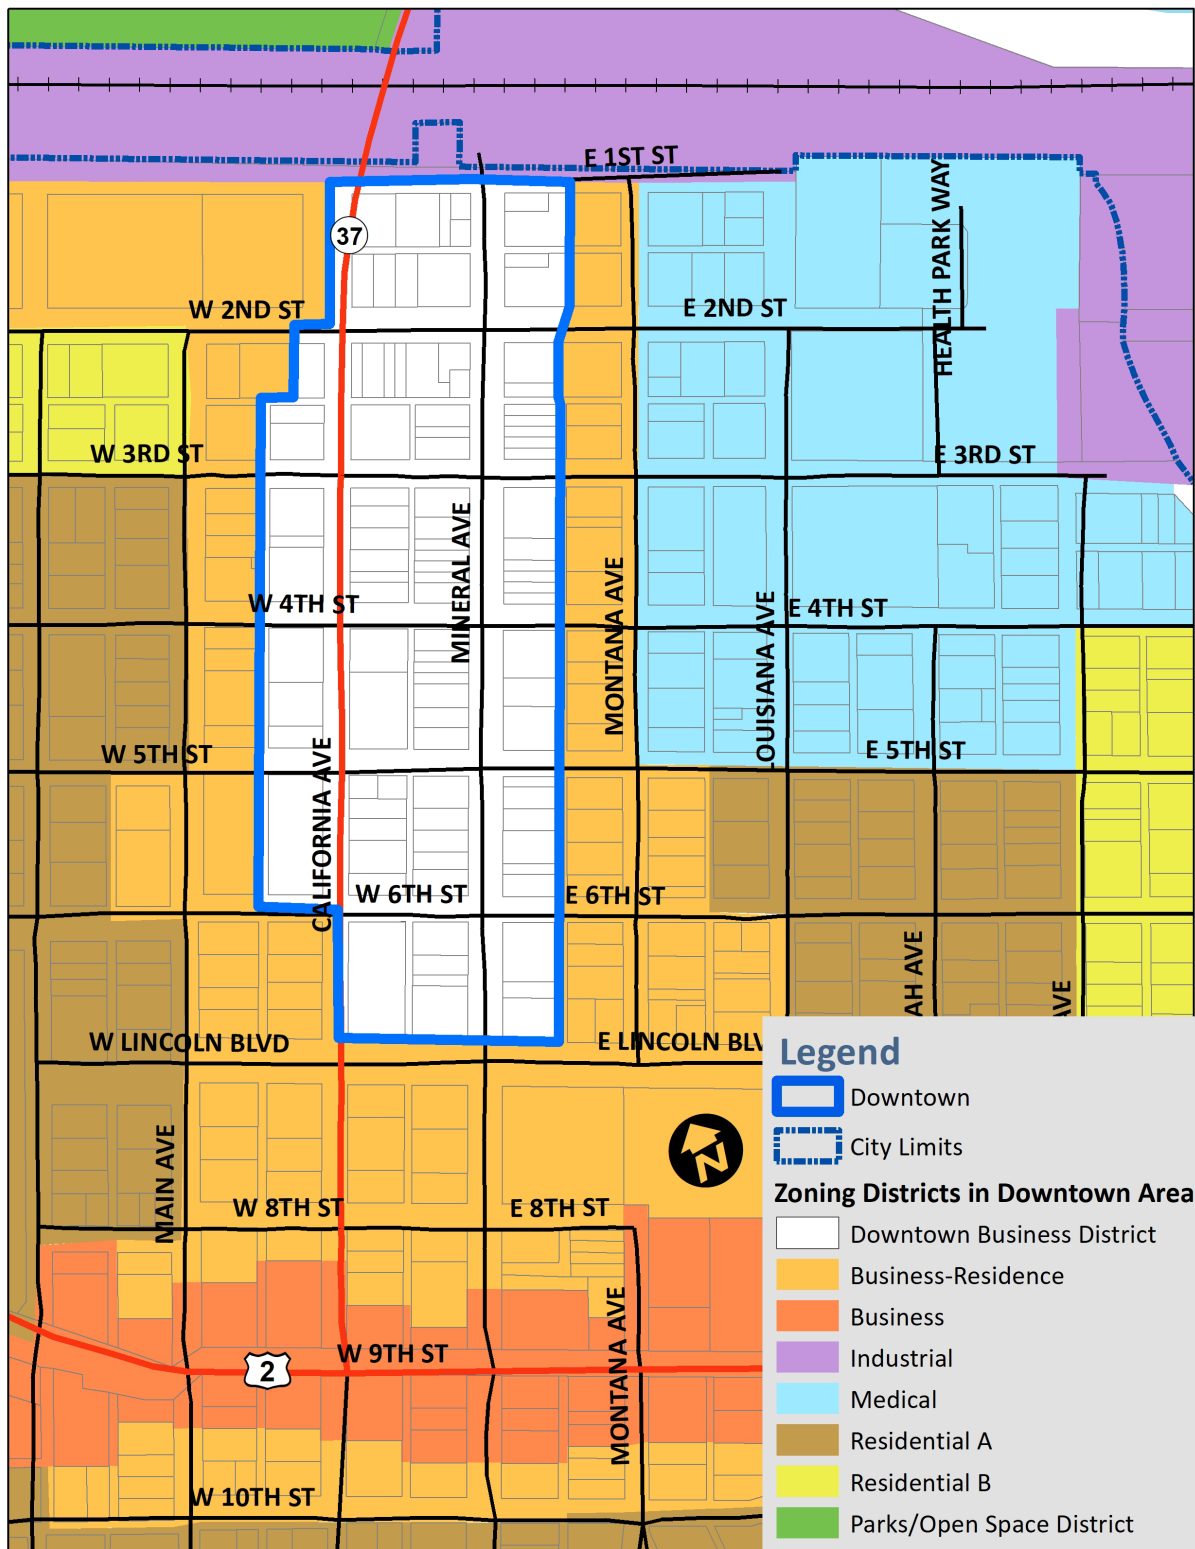 E 1ST ST
HEALTH PARK WAY
37
W 2ND ST
E 2ND ST
W 3RD ST
E 3RD ST
MINERAL AVE
MONTANA AVE
LOUISIANA AVE
W 4TH ST
E 4TH ST
W 5TH ST
E 5TH ST
CALIFORNIA AVE
W 6TH ST
E 6TH ST
AH AVE
AVE
W LINCOLN BLVD
E LINCOLN BLV
MAIN AVE
N
W 8TH ST
E 8TH ST
MONTANA AVE
W 9TH ST
2
W 10TH ST
Legend
Downtown
City Limits
Zoning Districts in Downtown Area
Downtown Business District
Business-Residence
Business
Industrial
Medical
Residential A
Residential B
Parks/Open Space District